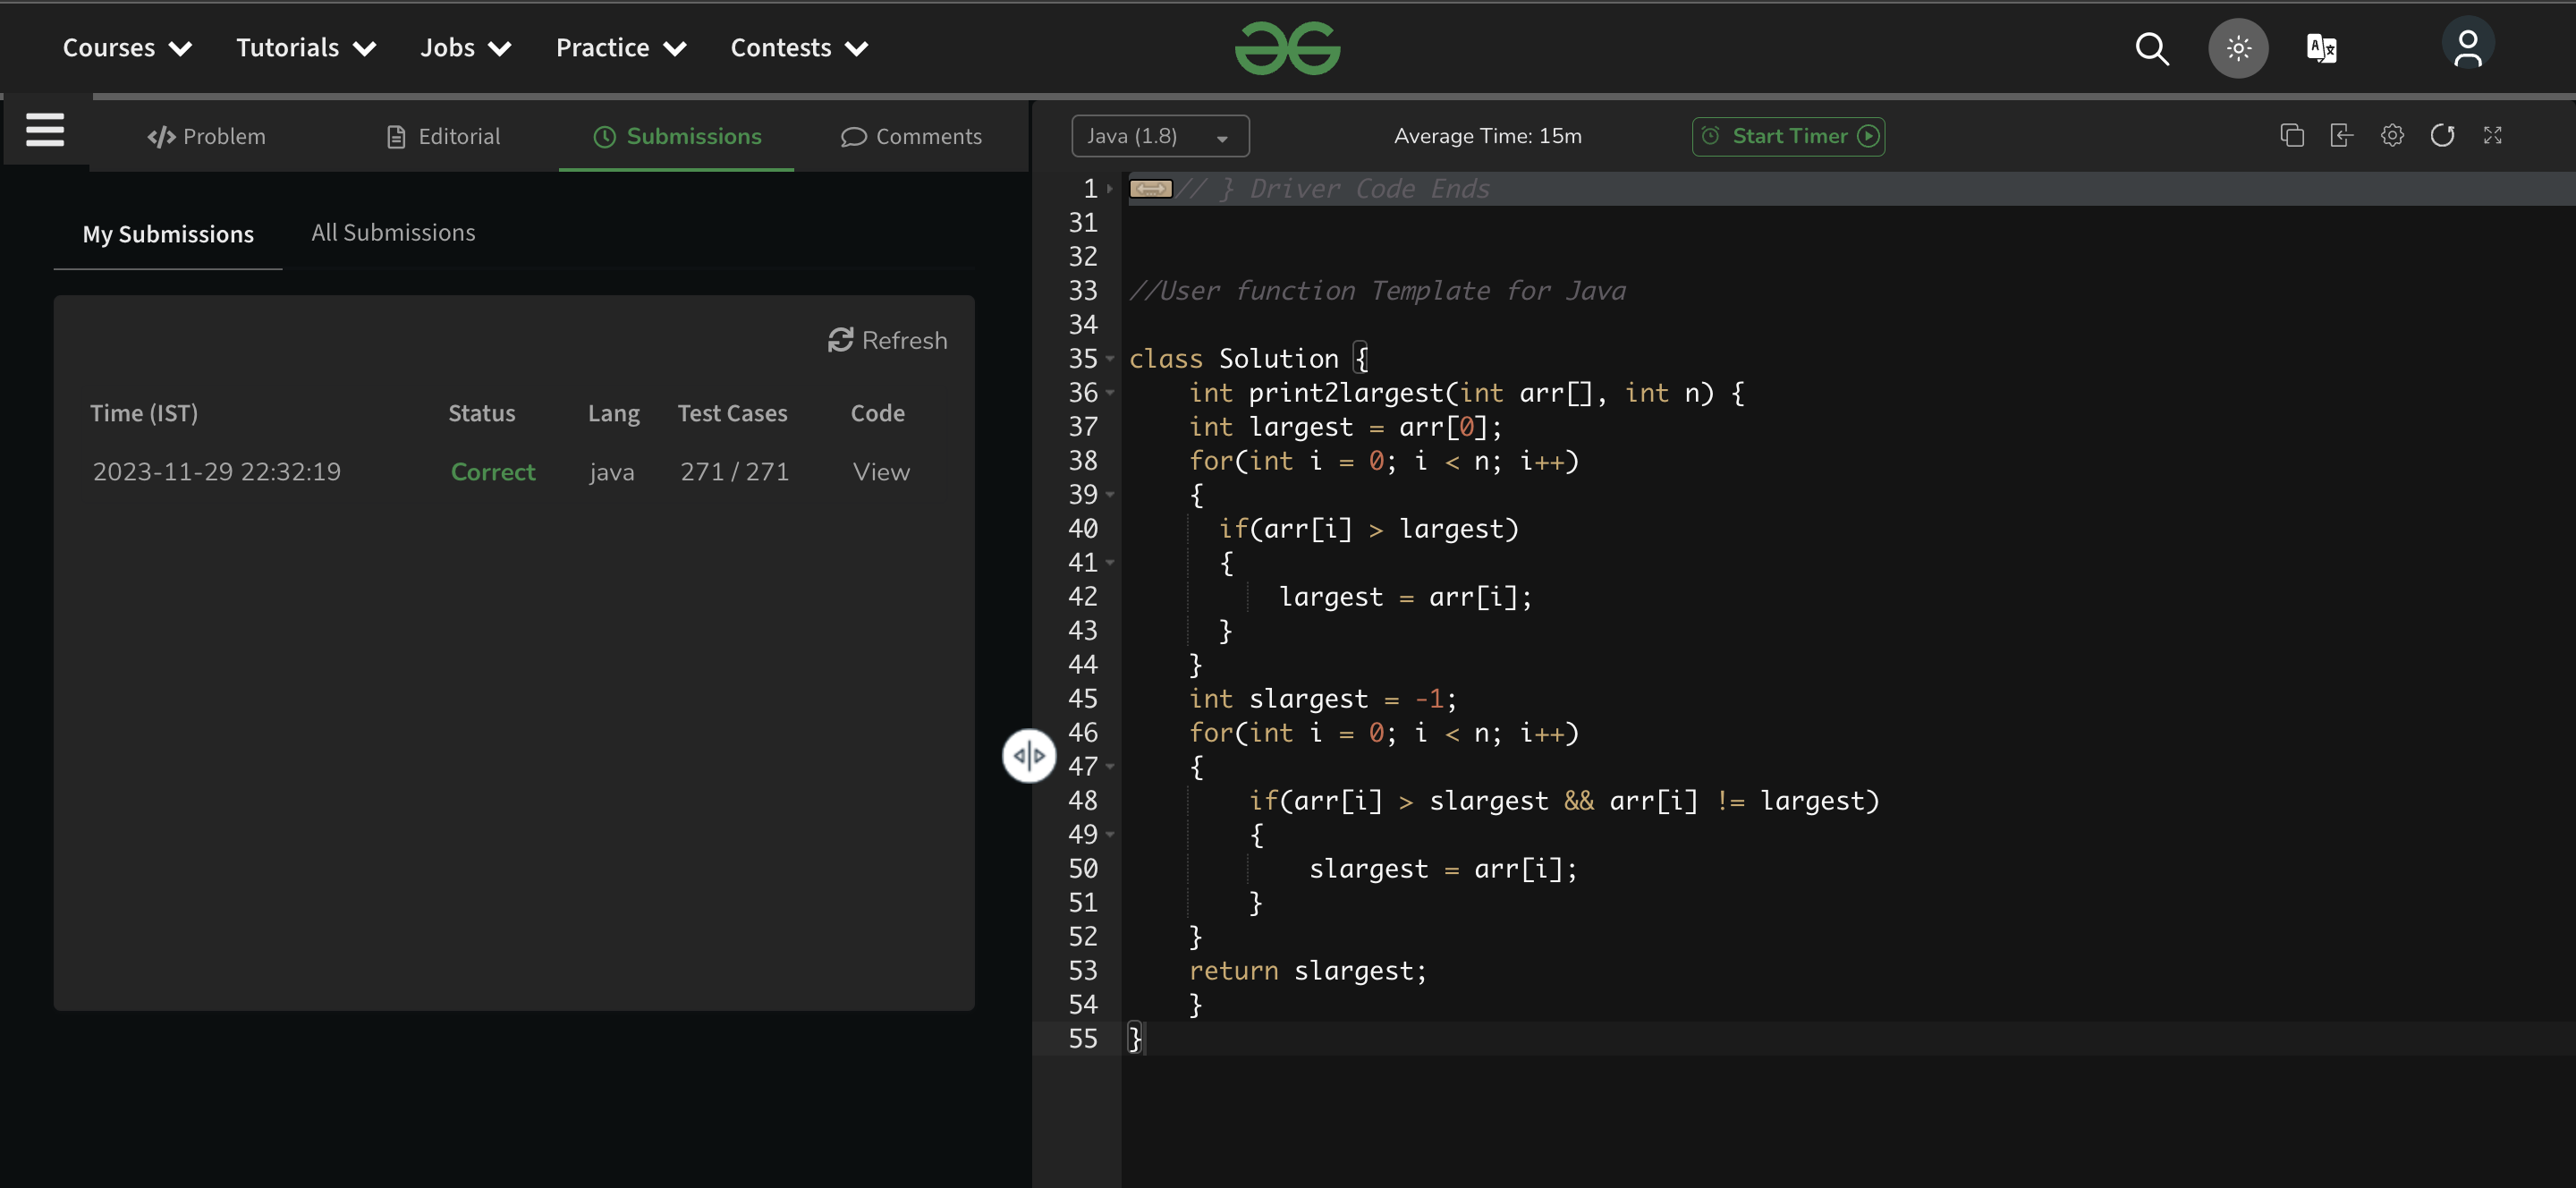 Courses Tutorials Jobs Practice Contests
Problem Editorial Submissions Comments
My Submissions All Submissions
Refresh
Time (IST) Status Lang Test Cases Code
2023-11-29 22:32:19 Correct java 271 / 271 View
Java (1.8) Average Time: 15m Start Timer
1 // } Driver Code Ends
31
32
33 //User function Template for Java
34
35 class Solution {
36 int print2largest(int arr[], int n) {
37 int largest = arr[0];
38 for(int i = 0; i < n; i++)
39 {
40 if(arr[i] > largest)
41 {
42 largest = arr[i];
43 }
44 }
45 int slargest = -1;
46 for(int i = 0; i < n; i++)
47 {
48 if(arr[i] > slargest && arr[i] != largest)
49 {
50 slargest = arr[i];
51 }
52 }
53 return slargest;
54 }
55 }